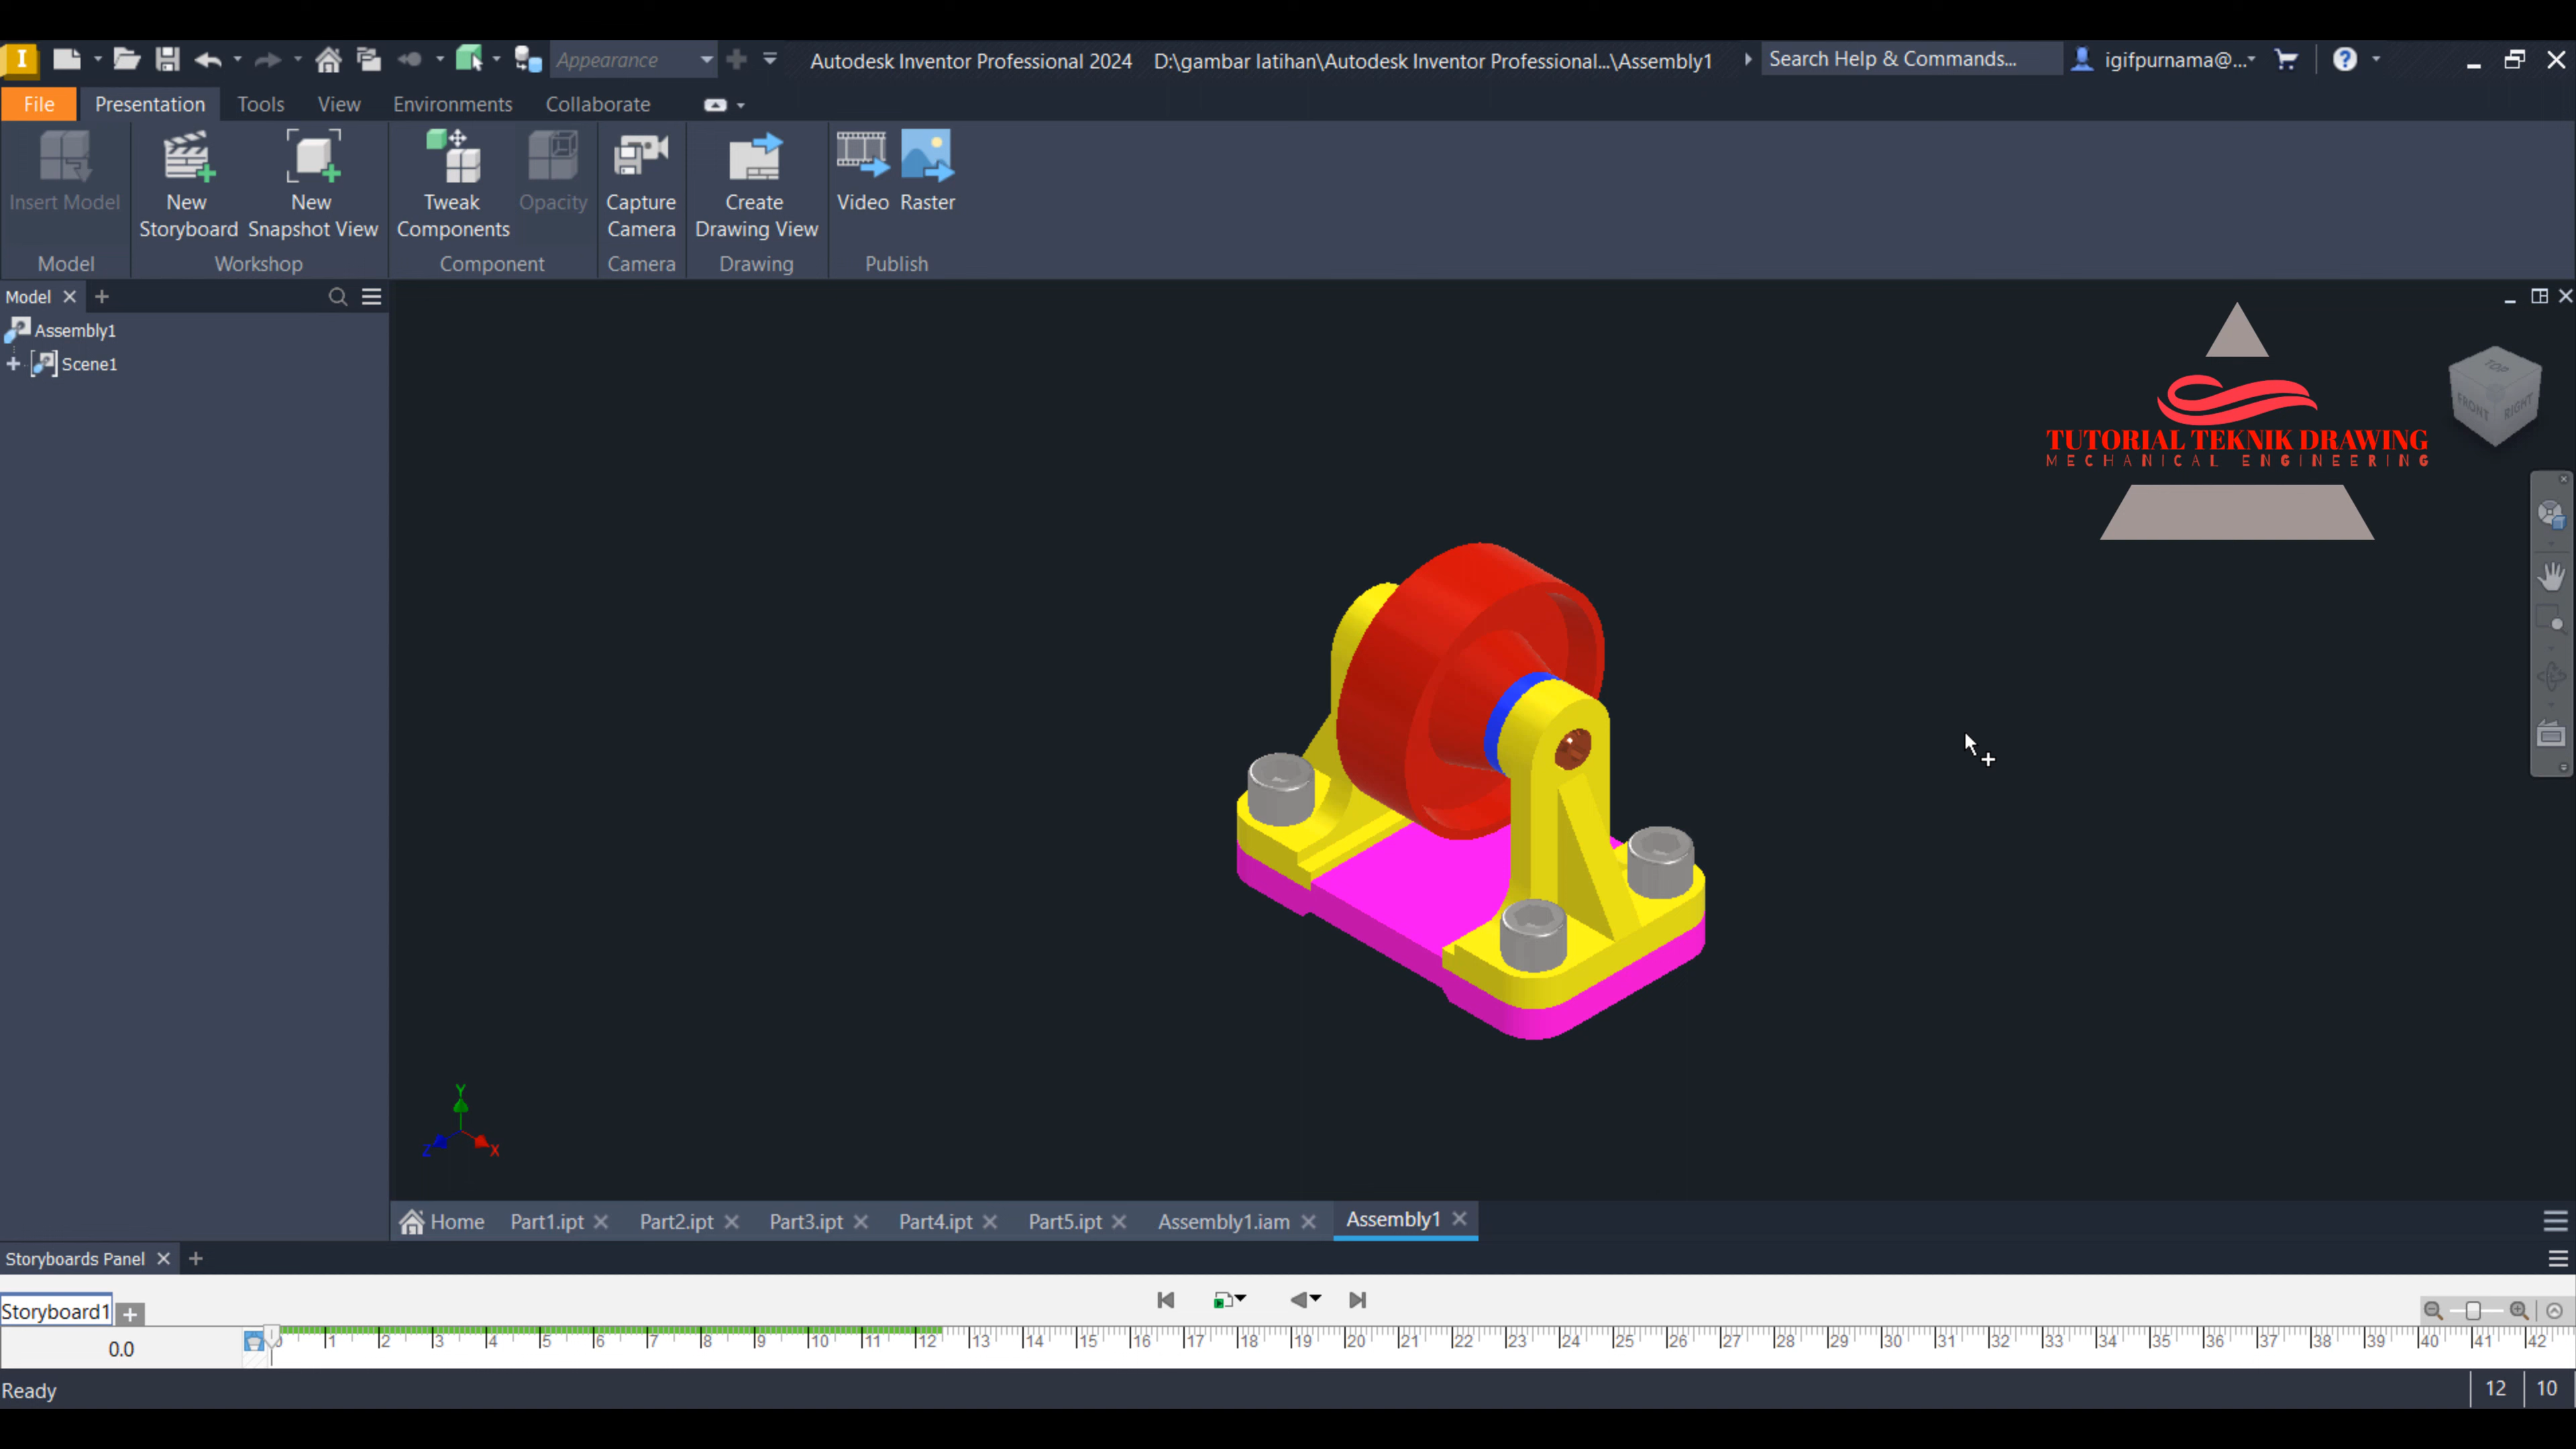 Appearance
Autodesk Inventor Professional 2024 D:\gambar latihan\Autodesk Inventor Professional...\Assembly1
Search Help & Commands...
igifpurnama@...
File Presentation Tools View Environments Collaborate
Insert Model
New Storyboard
New Snapshot View
Tweak Components
Opacity
Capture Camera
Create Drawing View
Video
Raster
Model Workshop Component Camera Drawing Publish
Model
Assembly1
Scene1
TOP
FRONT
RIGHT
TUTORIAL TEKNIK DRAWING
MECHANICAL ENGINEERING
Y
Z
X
Home Part1.ipt Part2.ipt Part3.ipt Part4.ipt Part5.ipt Assembly1.iam Assembly1
Storyboards Panel
Storyboard1
0.0
0 1 2 3 4 5 6 7 8 9 10 11 12 13 14 15 16 17 18 19 20 21 22 23 24 25 26 27 28 29 30 31 32 33 34 35 36 37 38 39 40 41 42
Ready
12 10